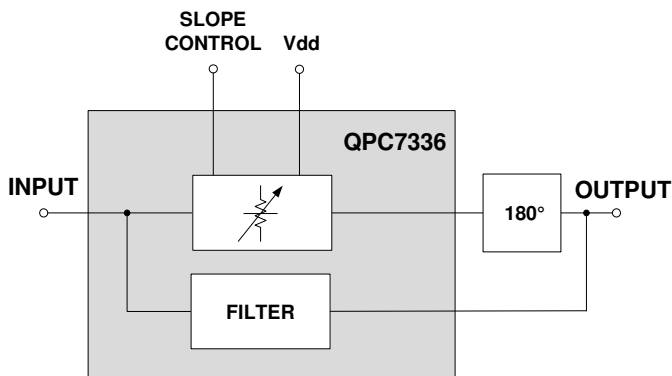 SLOPE
CONTROL
Vdd
QPC7336
INPUT
OUTPUT
180°
FILTER